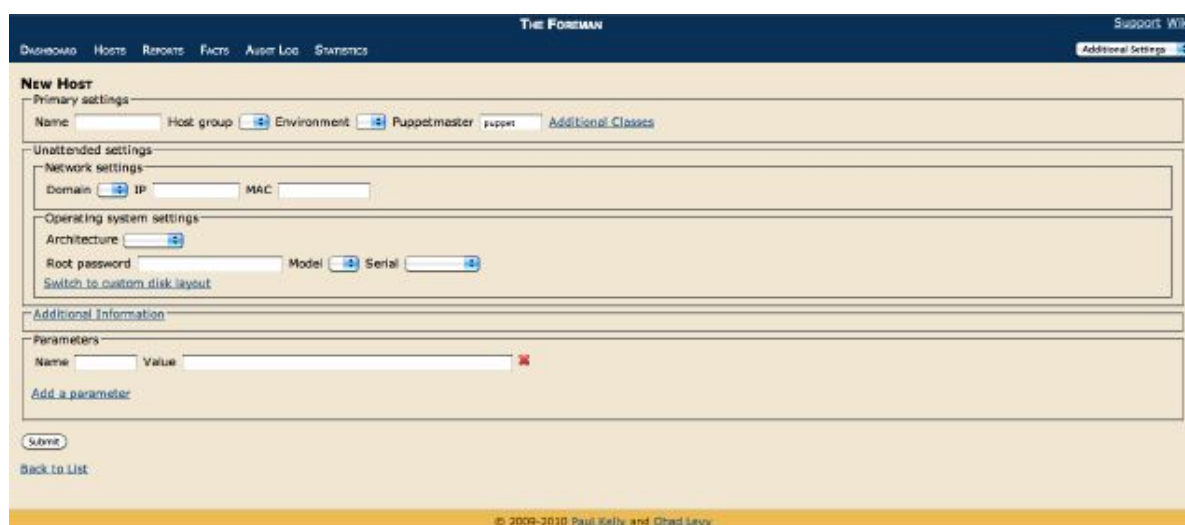 THE FOREMAN
Support Wik
DASHBOARD HOSTS REPORTS FACTS AUDIT LOG STATISTICS
Additional Settings
NEW HOST
Primary settings
Name Host group Environment Puppetmaster puppet Additional Classes
Unattended settings
Network settings
Domain IP MAC
Operating system settings
Architecture
Root password Model Serial
Switch to custom disk layout
Additional Information
Parameters
Name Value
Add a parameter
Submit
Back to List
© 2009-2010 Paul Kelly and Ohad Levy